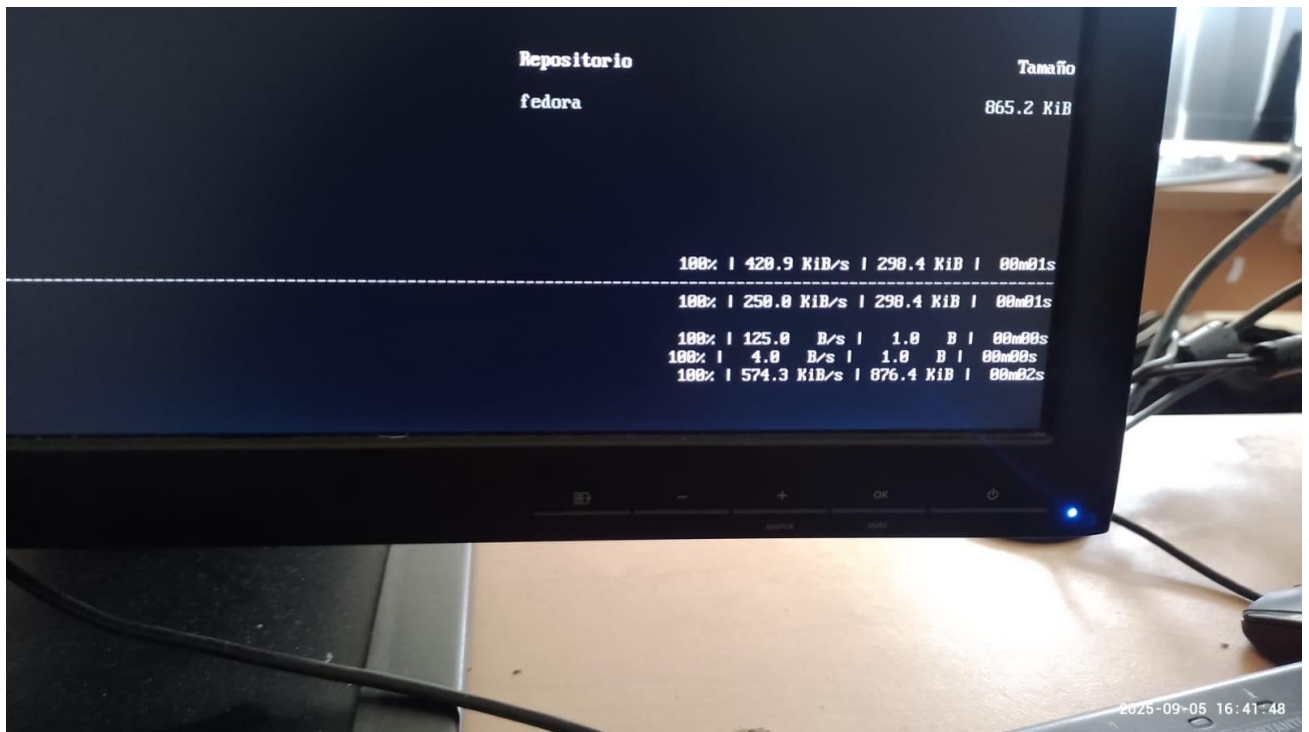 Repositorio Tamaño
fedora 865.2 KiB
100% | 420.9 KiB/s | 298.4 KiB | 00m01s
--------------------------------------------------------------------------------
100% | 250.0 KiB/s | 298.4 KiB | 00m01s
100% | 125.0 B/s | 1.0 B | 00m00s
100% | 4.0 B/s | 1.0 B | 00m00s
100% | 574.3 KiB/s | 876.4 KiB | 00m02s
- + OK
2025-09-05 16:41:48